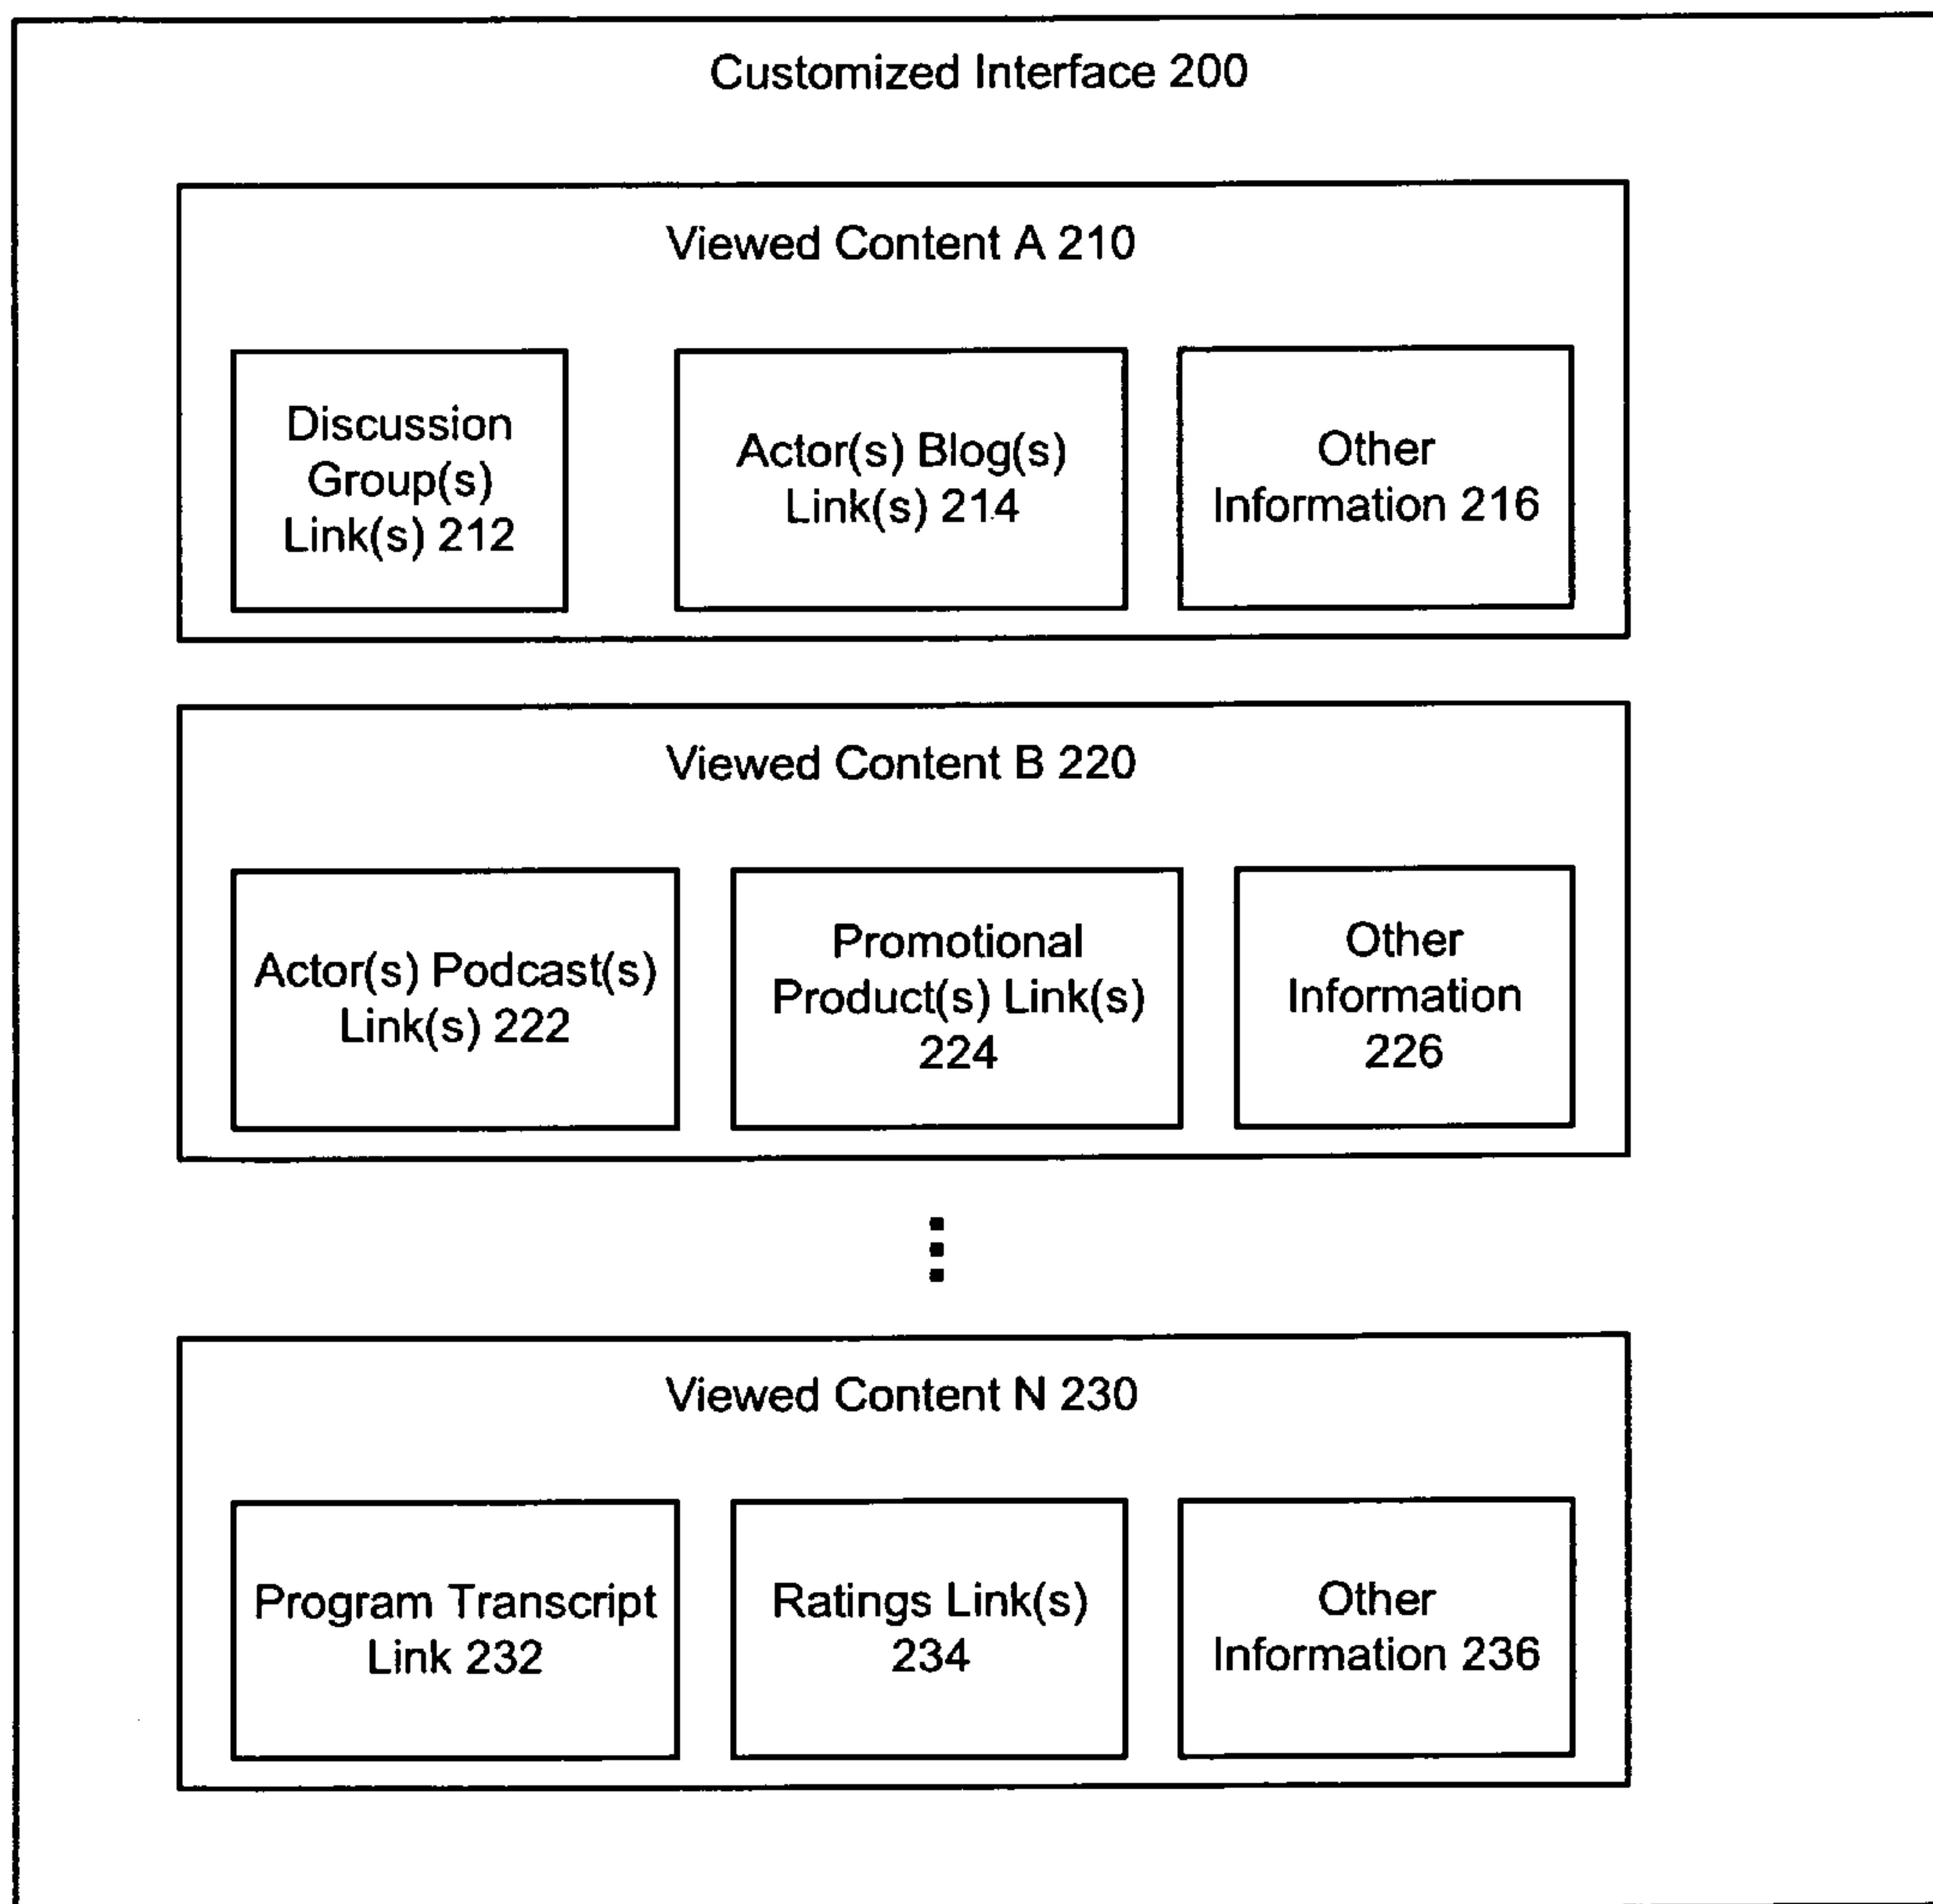 Customized Interface 200
Viewed Content A 210
Discussion
Group(s)
Link(s) 212
Actor(s) Blog(s)
Link(s) 214
Other
Information 216
Viewed Content B 220
Actor(s) Podcast(s)
Link(s) 222
Promotional
Product(s) Link(s)
224
Other
Information
226
Viewed Content N 230
Program Transcript
Link 232
Ratings Link(s)
234
Other
Information 236